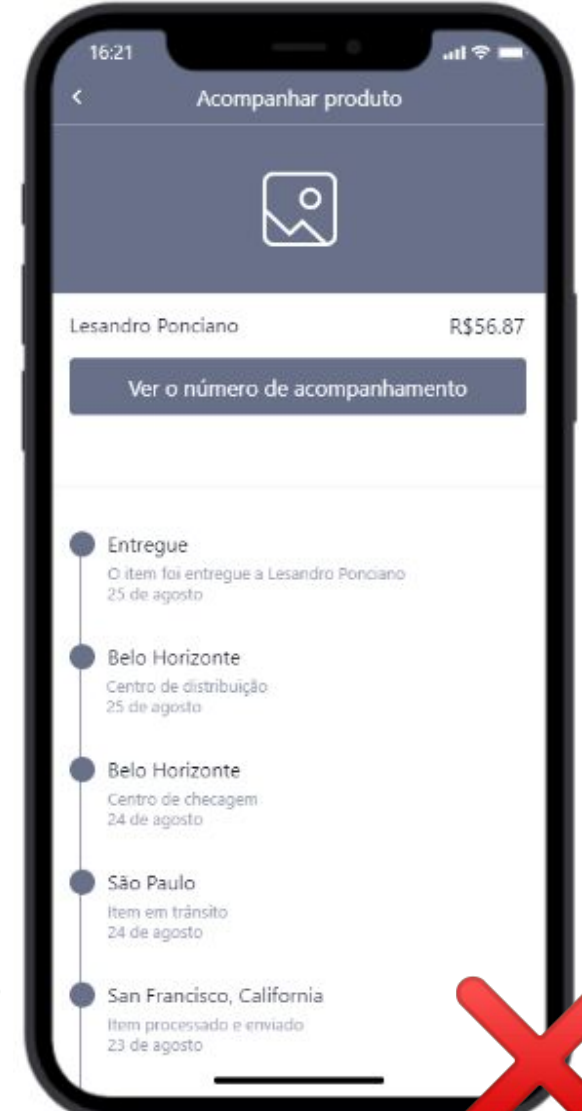 16:21
Acompanhar produto
Lesandro Ponciano R$56.87
Ver o número de acompanhamento
Entregue
O item foi entregue a Lesandro Ponciano
25 de agosto
Belo Horizonte
Centro de distribuição
25 de agosto
Belo Horizonte
Centro de checagem
24 de agosto
São Paulo
Item em trânsito
24 de agosto
San Francisco, California
Item processado e enviado
23 de agosto